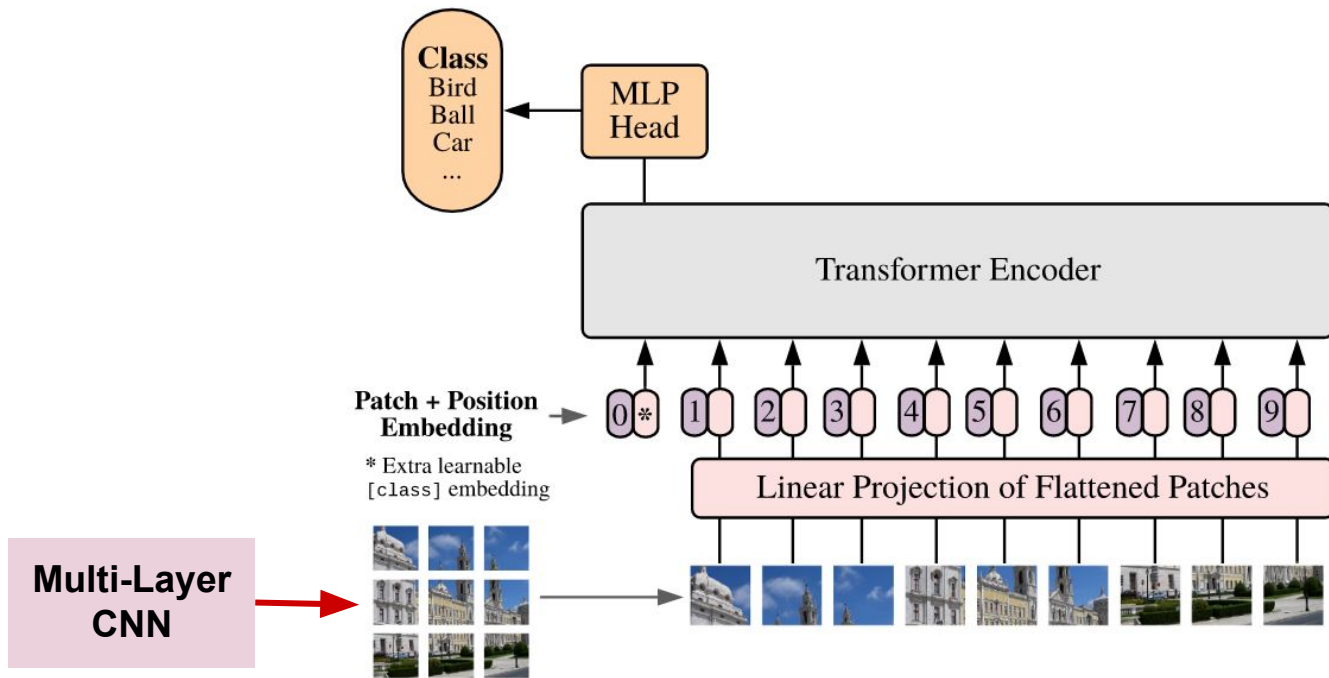 Class
Bird
Ball
Car
...
MLP
Head
Transformer Encoder
Patch + Position
Embedding
0 * 1 2 3 4 5 6 7 8 9
* Extra learnable
[class] embedding
Linear Projection of Flattened Patches
Multi-Layer
CNN